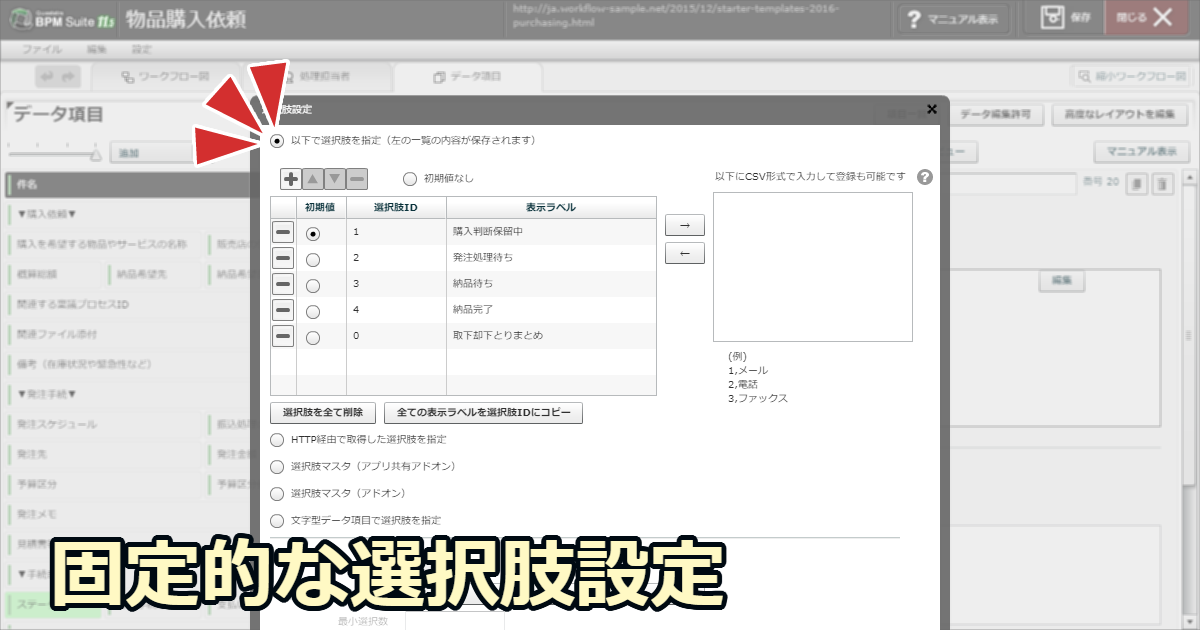 Questetra
BPM Suite 11s
物品購入依頼
http://ja.workflow-sample.net/2015/12/starter-templates-2016-
purchasing.html
? マニュアル表示
保存
閉じる
ファイル 編集 設定
ワークフロー図
処理担当者
データ項目
縮小ワークフロー図
データ項目
肢設定
データ編集許可
高度なレイアウトを編集
追加
以下で選択肢を指定（左の一覧の内容が保存されます）
マニュアル表示
件名
初期値なし
以下にCSV形式で入力して登録も可能です
番号 20
初期値 選択肢ID 表示ラベル
▼購入依頼▼
1 購入判断保留中
→
購入を希望する物品やサービスの名称
販売店の
2 発注処理待ち
←
概算総額
納品希望先
納品希
3 納品待ち
編集
関連する稟議プロセスID
4 納品完了
関連ファイル添付
0 取下却下とりまとめ
備考（在庫状況や緊急性など）
(例)
1,メール
2,電話
3,ファックス
▼発注手続▼
選択肢を全て削除
全ての表示ラベルを選択肢IDにコピー
発注スケジュール
HTTP経由で取得した選択肢を指定
発注先
発注金
選択肢マスタ（アプリ共有アドオン）
予算区分
予算区
選択肢マスタ（アドオン）
発注メモ
文字型データ項目で選択肢を指定
固定的な選択肢設定
最小選択数